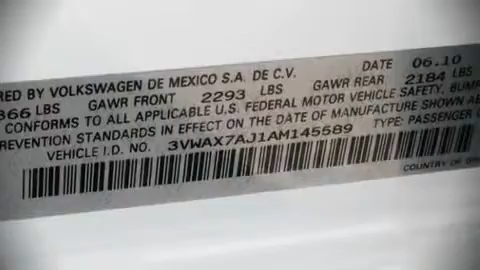 RED BY VOLKSWAGEN DE MEXICO S.A. DE C.V. DATE 06.10
366 LBS GAWR FRONT 2293 LBS GAWR REAR 2184 LBS
CONFORMS TO ALL APPLICABLE U.S. FEDERAL MOTOR VEHICLE SAFETY, BUMP
REVENTION STANDARDS IN EFFECT ON THE DATE OF MANUFACTURE SHOWN AB
VEHICLE I.D. NO. 3VWAX7AJ1AM145589 TYPE: PASSENGER C
COUNTRY OF ORI